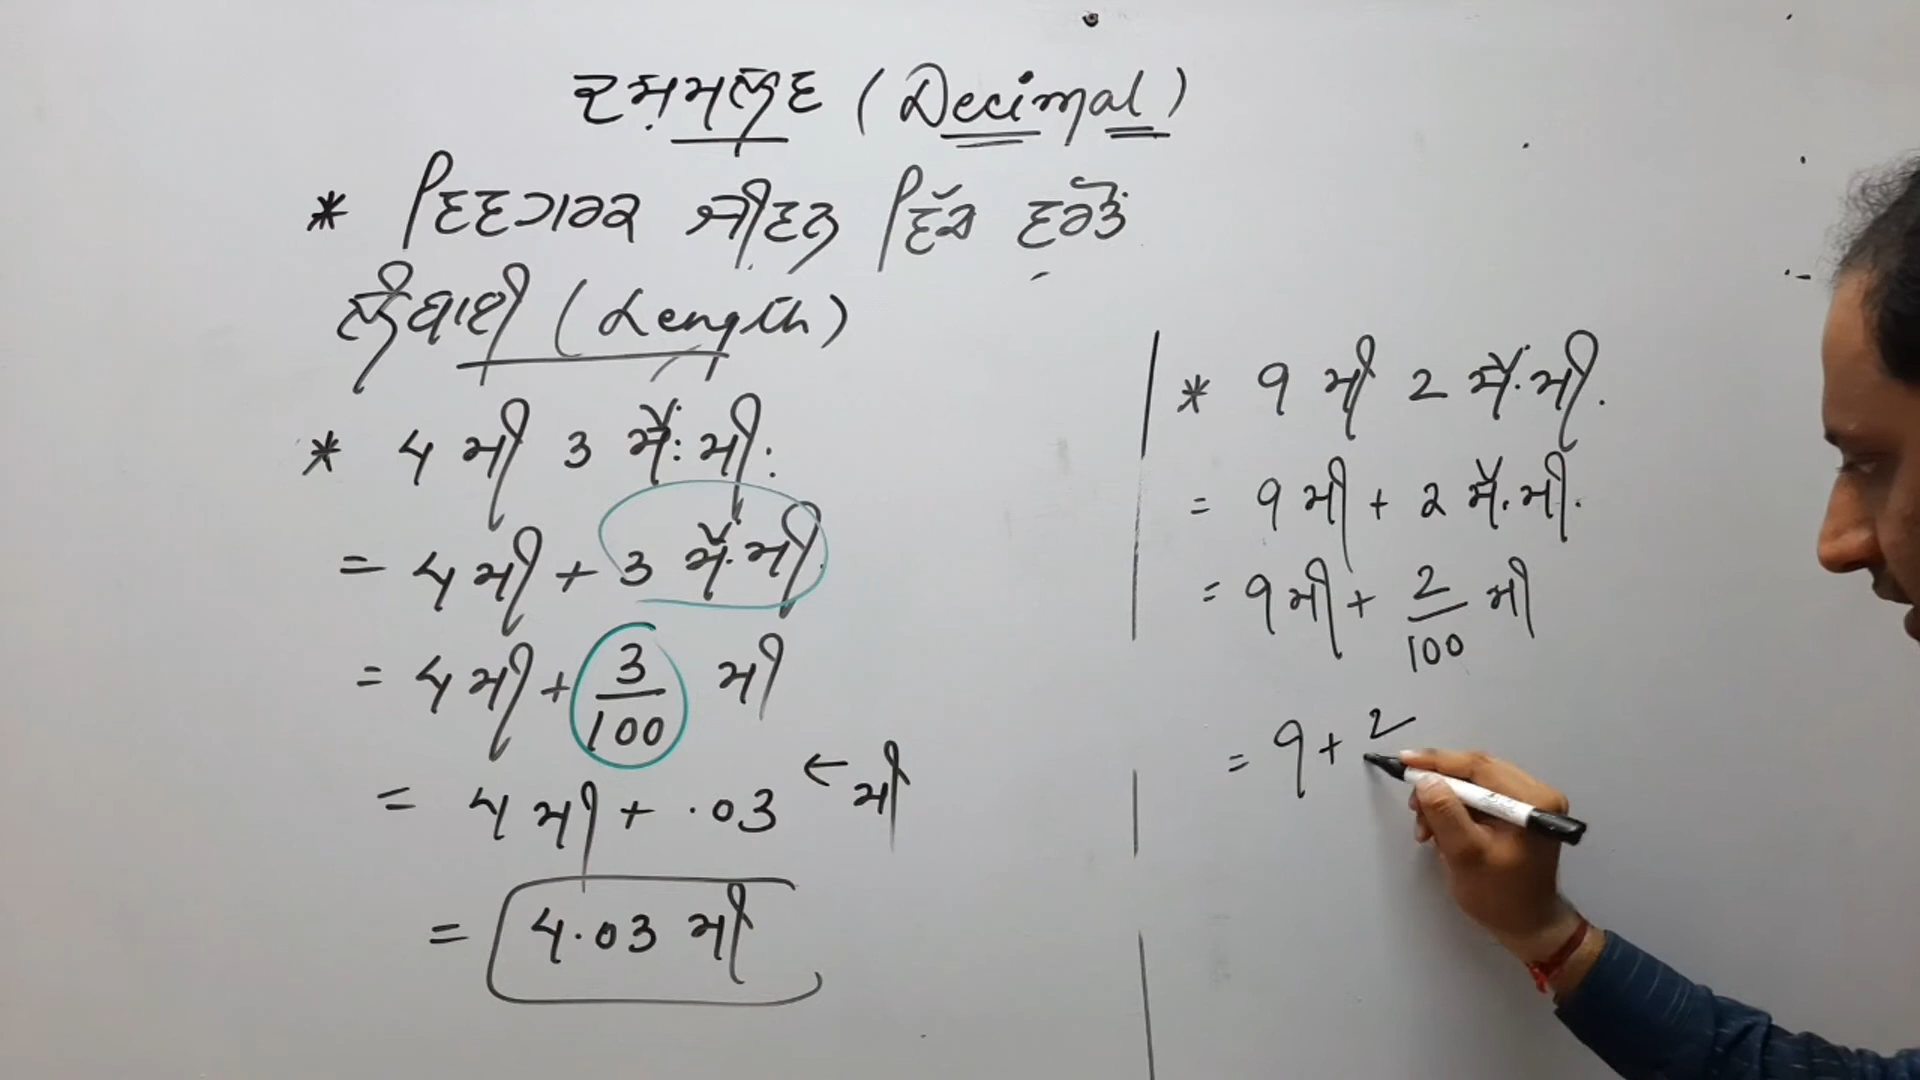 ਦਸ਼ਮਲਵ (Decimal)
* ਵਿਵਹਾਰਕ ਜੀਵਨ ਵਿੱਚ ਵਰਤੋਂ
ਲੰਬਾਈ (Length)
* 4 ਮੀ 3 ਸੈਂ: ਮੀ:
= 4 ਮੀ + 3 ਸੈਂ.ਮੀ.
= 4 ਮੀ + 3/100 ਮੀ
= 4 ਮੀ + .03 ← ਮੀ
= 4.03 ਮੀ
* 9 ਮੀ 2 ਸੈਂ.ਮੀ.
= 9 ਮੀ + 2 ਸੈਂ.ਮੀ.
= 9 ਮੀ + 2/100 ਮੀ
= 9 + 2